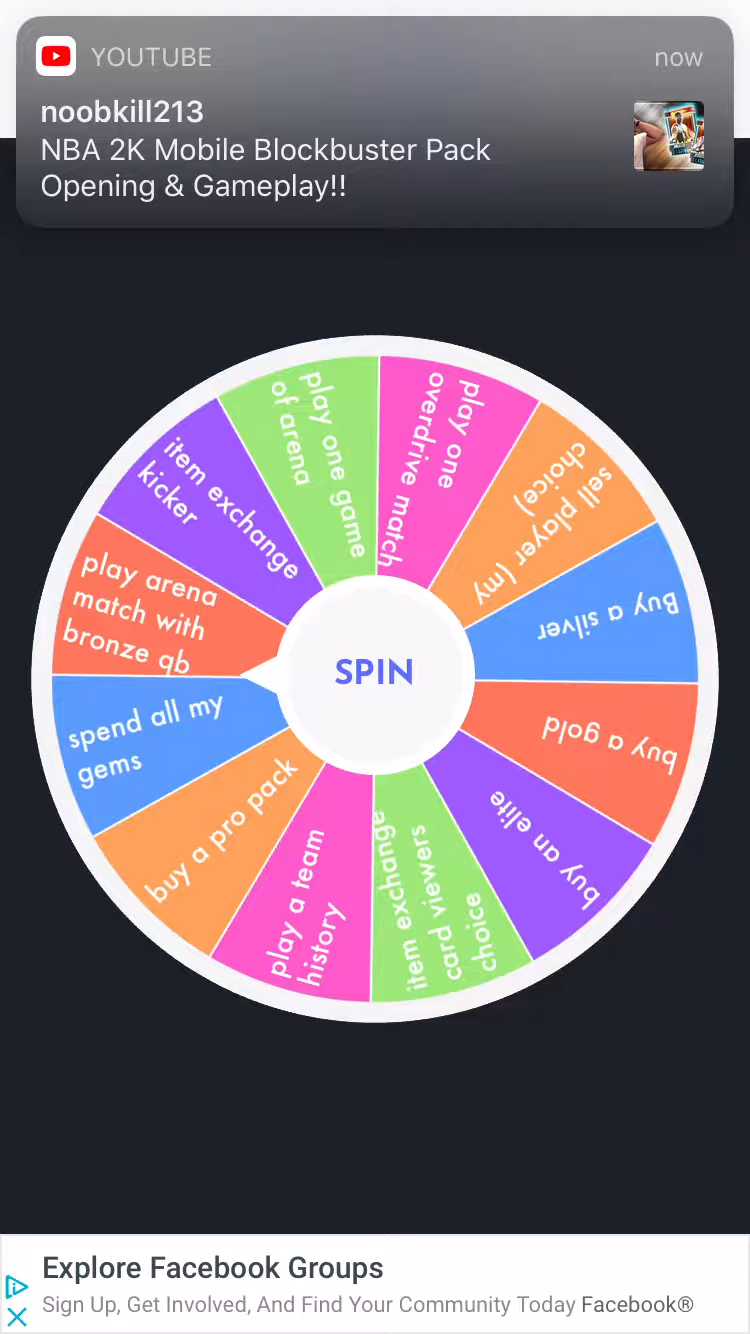 YOUTUBE
now
noobkill213
NBA 2K Mobile Blockbuster Pack
Opening & Gameplay!!
play one game
of arena
play one
overdrive match
sell player (my
choice)
Buy a silver
buy a gold
buy an elite
item exchange
card viewers
choice
play a team
history
buy a pro pack
spend all my
gems
play arena
match with
bronze qb
item exchange
kicker
SPIN
Explore Facebook Groups
Sign Up, Get Involved, And Find Your Community Today Facebook®